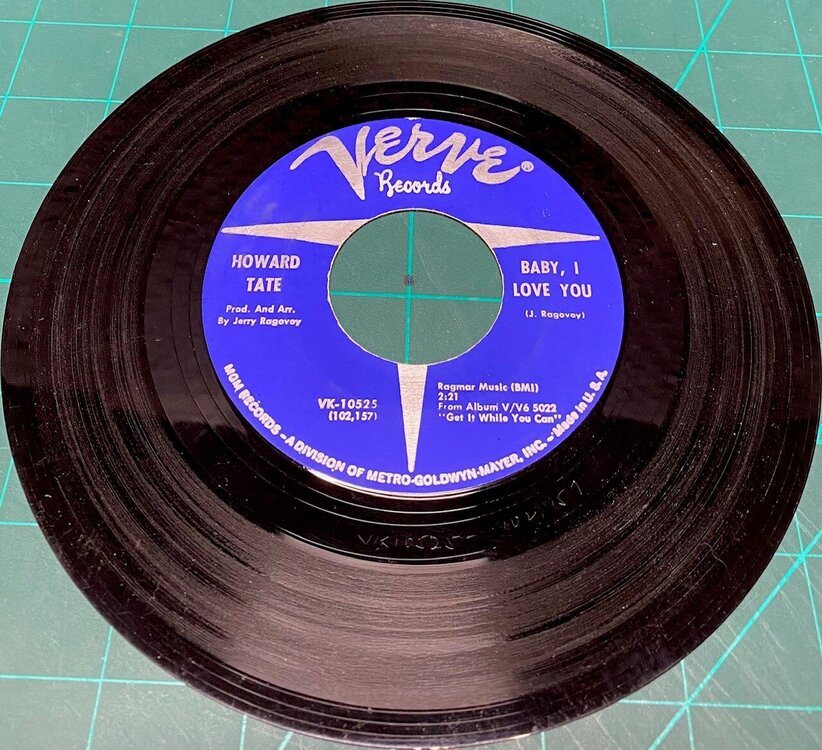 Verve®
Records
HOWARD
TATE
Prod. And Arr.
By Jerry Ragovoy
BABY, I
LOVE YOU
(J. Ragovoy)
VK-10525
(102,157)
Ragmar Music (BMI)
2:21
From Album V/V6 5022
"Get It While You Can"
MGM RECORDS - A DIVISION OF METRO-GOLDWYN-MAYER, INC. - Made in U.S.A.
VK10525